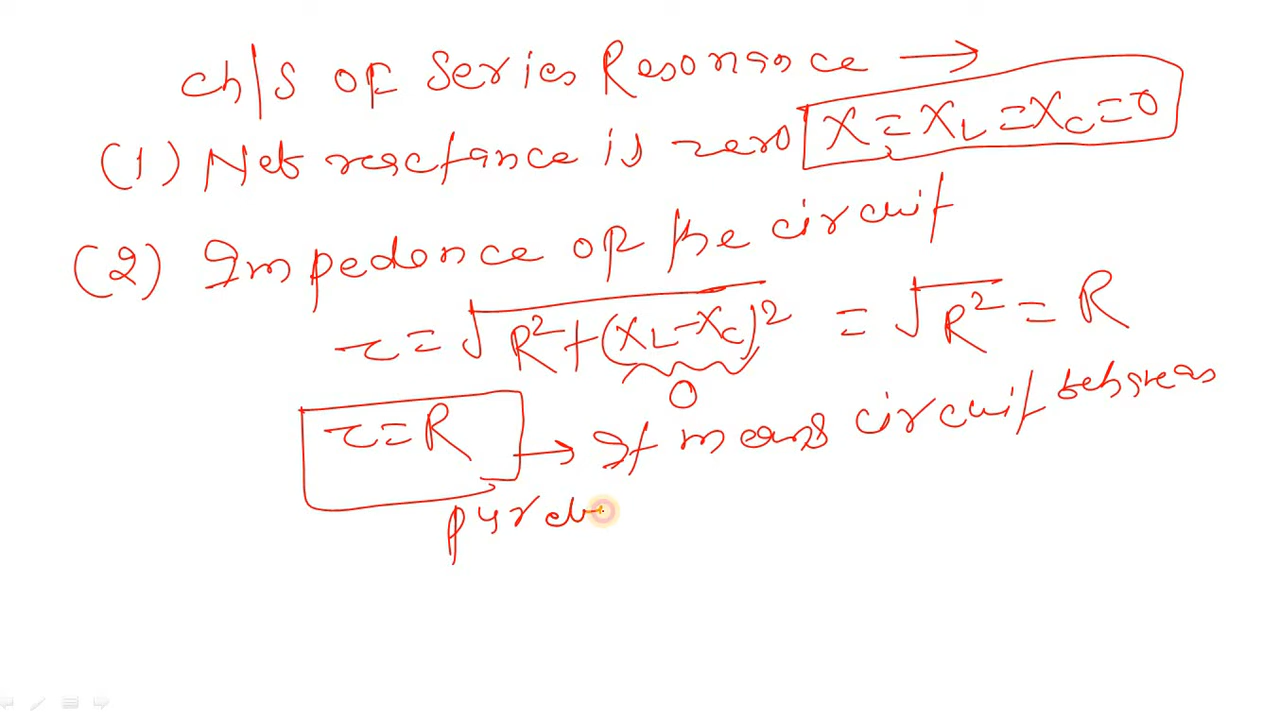 ch/s of Series Resonance →
(1) Net reactance is zero X = XL = XC = 0
(2) Impedence of the circuit
z = √R² + (XL - XC)² = √R² = R
0
z = R → It means circuit behaves
purely